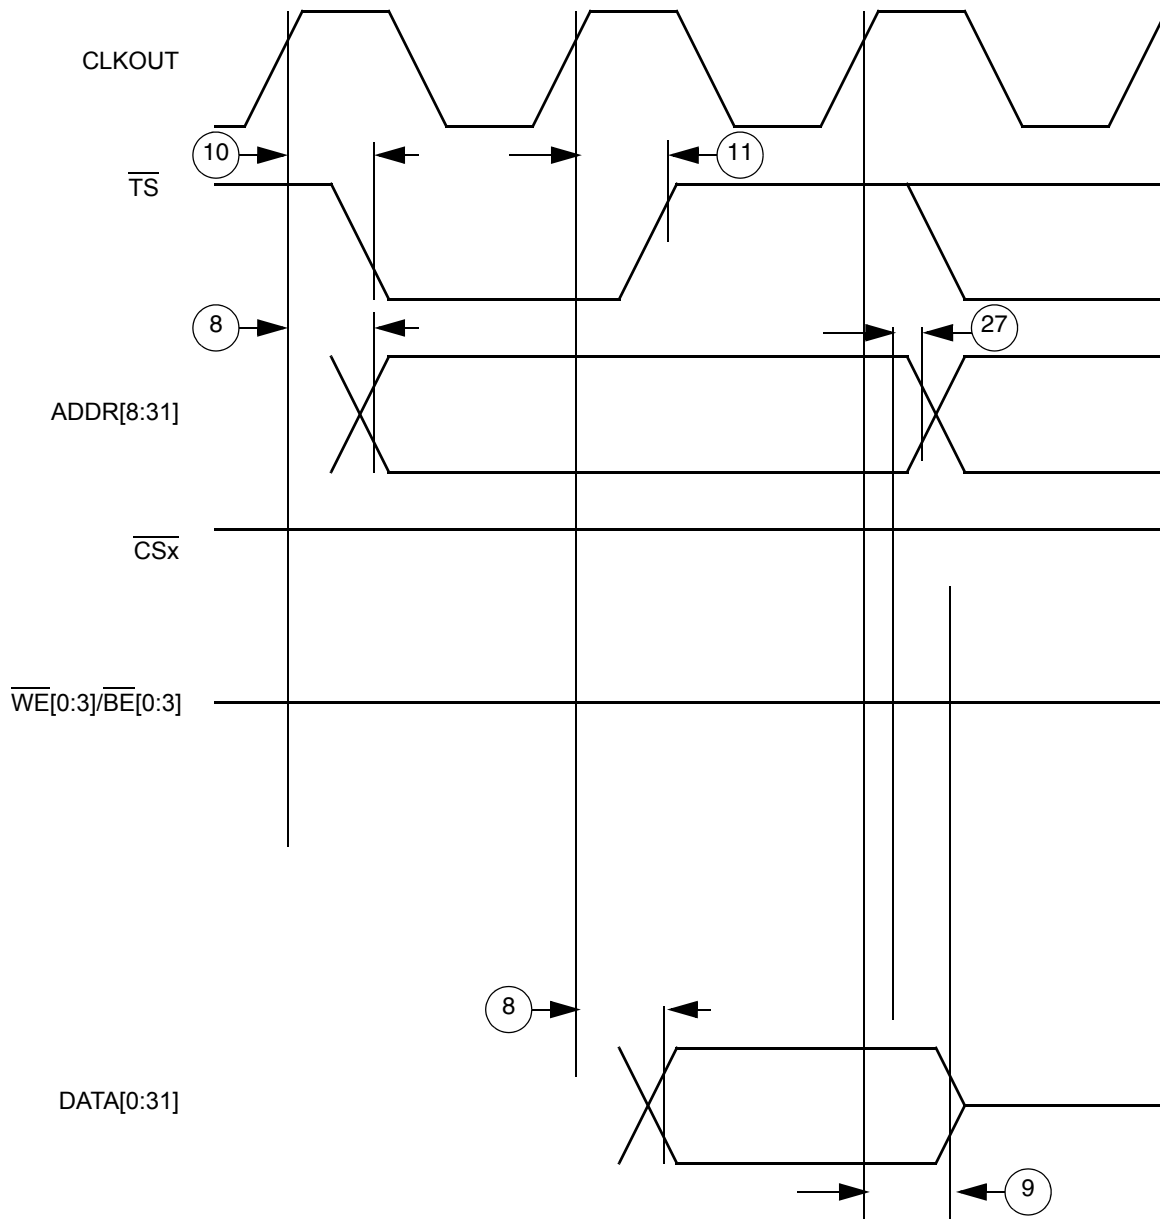 CLKOUT
10
11
TS
8
27
ADDR[8:31]
CSx
WE[0:3]/BE[0:3]
8
DATA[0:31]
9